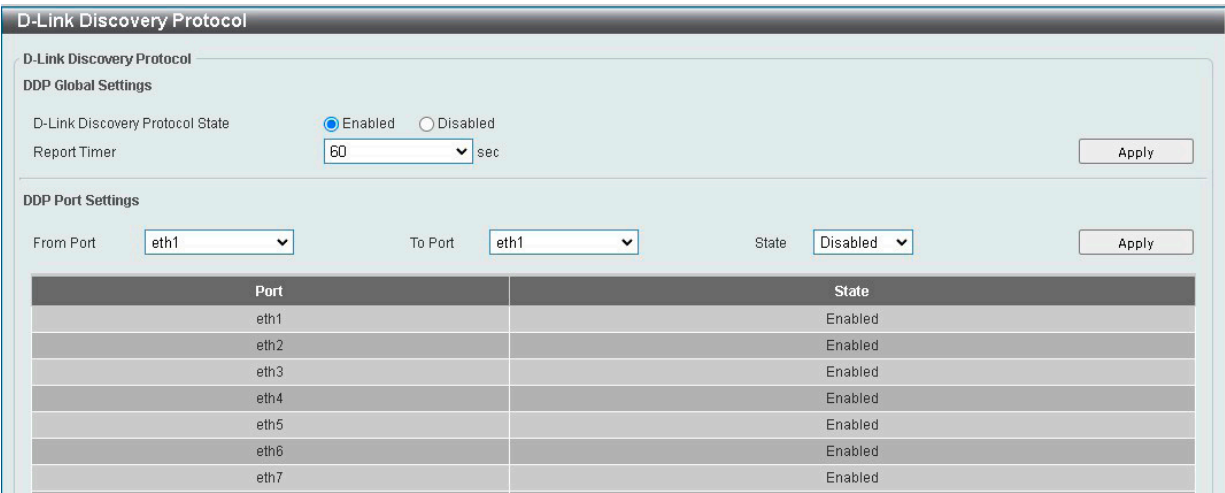 D-Link Discovery Protocol
D-Link Discovery Protocol
DDP Global Settings
D-Link Discovery Protocol State Enabled Disabled
Report Timer 60 sec Apply
DDP Port Settings
From Port eth1 To Port eth1 State Disabled Apply
Port State
eth1 Enabled
eth2 Enabled
eth3 Enabled
eth4 Enabled
eth5 Enabled
eth6 Enabled
eth7 Enabled